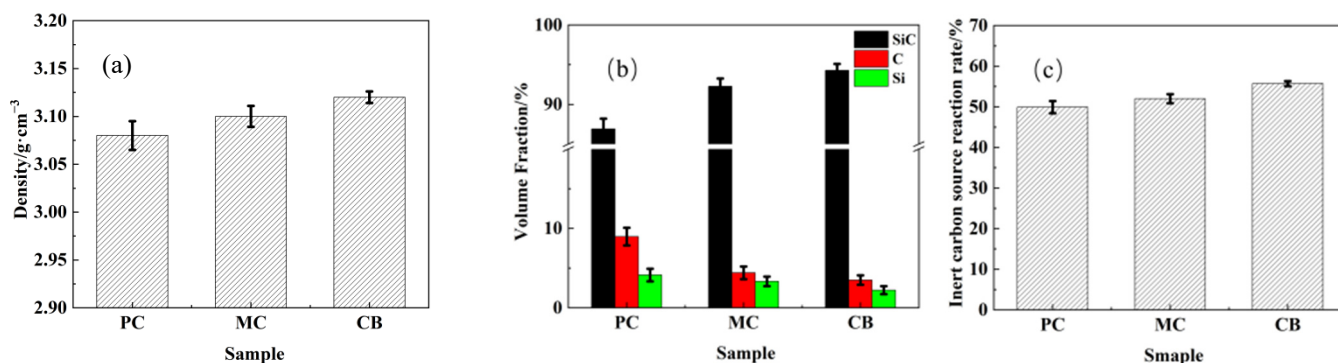 (a)
Density/g·cm⁻³
3.20
3.15
3.10
3.05
3.00
2.95
2.90
PC MC CB
Sample
(b)
Volume Fraction/%
100
90
10
0
SiC
C
Si
PC MC CB
Sample
(c)
Inert carbon source reaction rate/%
70
60
50
40
30
20
10
0
PC MC CB
Smaple